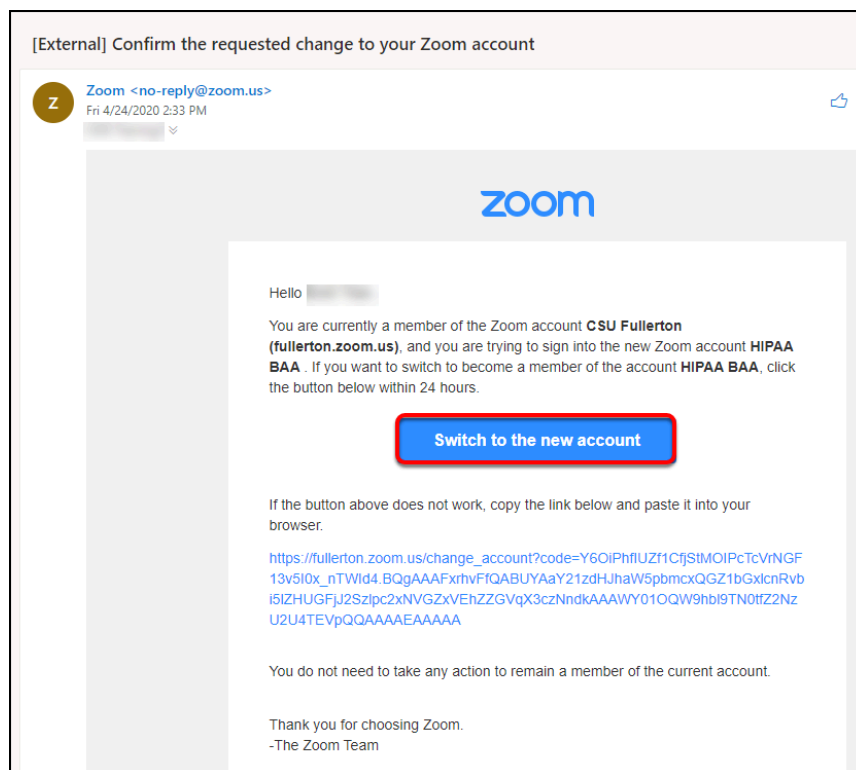 [External] Confirm the requested change to your Zoom account
Z
Zoom <no-reply@zoom.us>
Fri 4/24/2020 2:33 PM
zoom
Hello
You are currently a member of the Zoom account CSU Fullerton
(fullerton.zoom.us), and you are trying to sign into the new Zoom account HIPAA
BAA . If you want to switch to become a member of the account HIPAA BAA, click
the button below within 24 hours.
Switch to the new account
If the button above does not work, copy the link below and paste it into your
browser.
https://fullerton.zoom.us/change_account?code=Y6OiPhflUZf1CfjStMOIPcTcVrNGF
13v5I0x_nTWId4.BQgAAAFxrhvFfQABUYAaY21zdHJhaW5pbmcxQGZ1bGxlcnRvb
i5lZHUGFjJ2Szlpc2xNVGZxVEhZZGVqX3czNndkAAAWY01OQW9hbl9TN0tfZ2Nz
U2U4TEVpQQAAAAEAAAAA
You do not need to take any action to remain a member of the current account.
Thank you for choosing Zoom.
-The Zoom Team